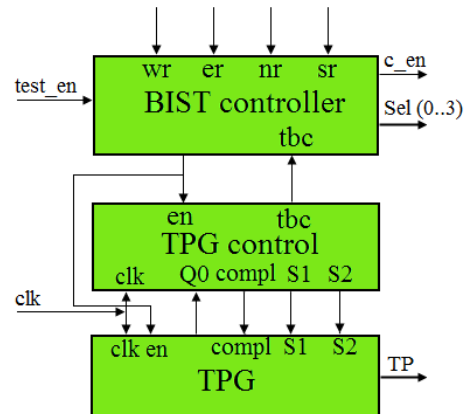 c_en
wr er nr sr
test_en
BIST controller
Sel (0..3)
tbc
en tbc
TPG control
clk Q0 compl S1 S2
clk
clk en compl S1 S2
TP
TPG